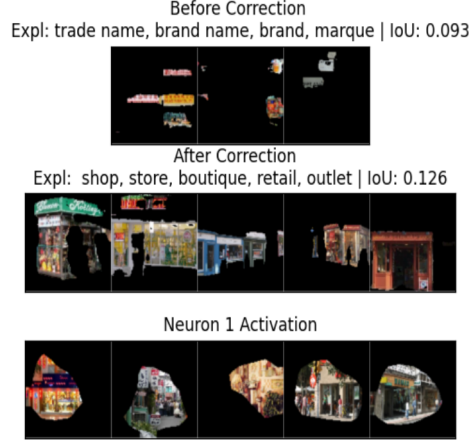 Before Correction
Expl: trade name, brand name, brand, marque | IoU: 0.093
After Correction
Expl:  shop, store, boutique, retail, outlet | IoU: 0.126
Neuron 1 Activation